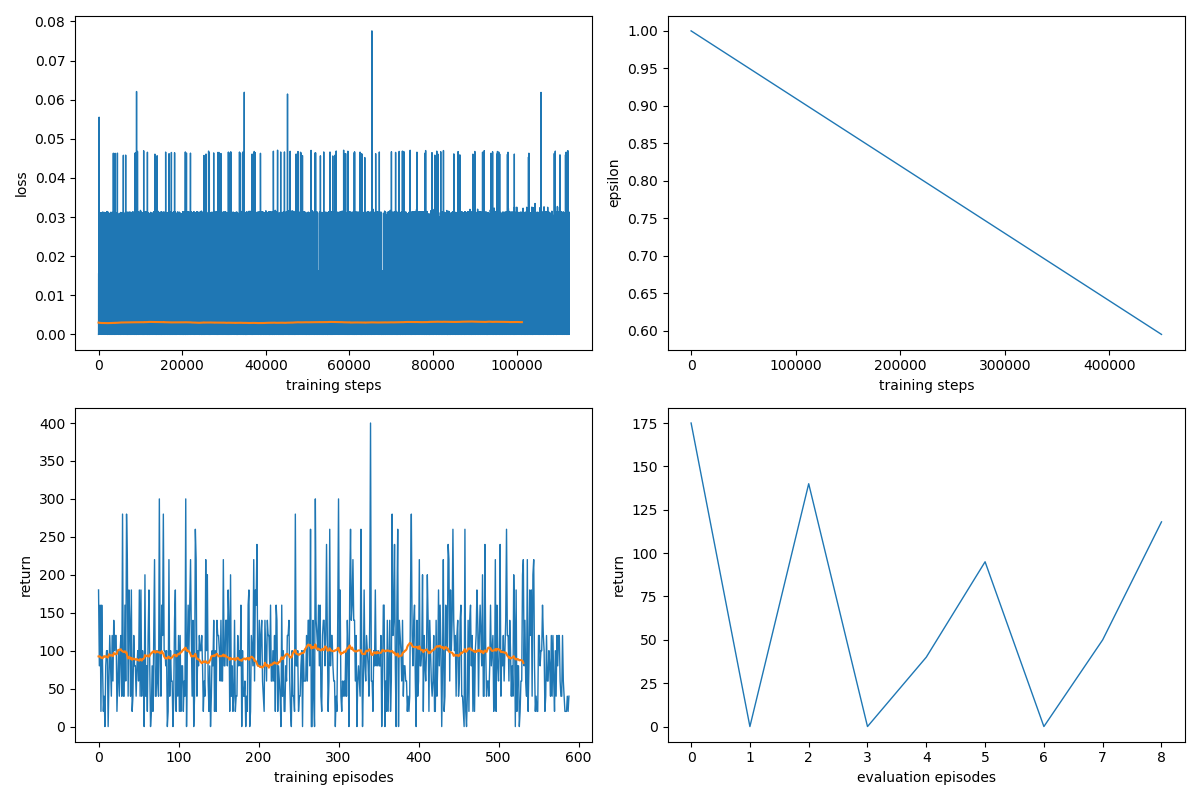 0.08
0.07
0.06
0.05
0.04
0.03
0.02
0.01
0.00
loss
0 20000 40000 60000 80000 100000
training steps
1.00
0.95
0.90
0.85
0.80
0.75
0.70
0.65
0.60
epsilon
0 100000 200000 300000 400000
training steps
400
350
300
250
200
150
100
50
0
return
0 100 200 300 400 500 600
training episodes
175
150
125
100
75
50
25
0
return
0 1 2 3 4 5 6 7 8
evaluation episodes